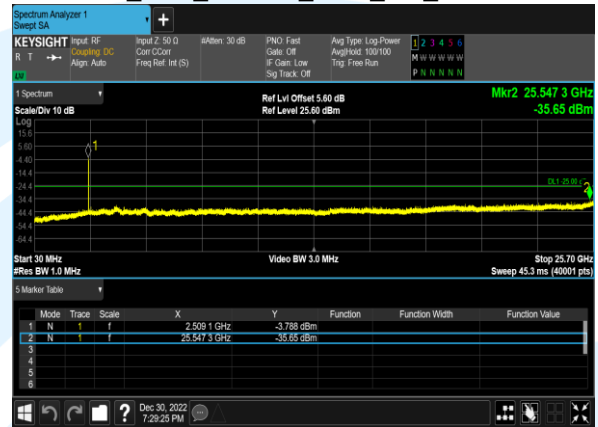 Spectrum Analyzer 1
Swept SA
+
KEYSIGHT
R T
LV
Input: RF
Coupling: DC
Align: Auto
Input Z: 50 Ω
Corr CCorr
Freq Ref: Int (S)
#Atten: 30 dB
PNO: Fast
Gate: Off
IF Gain: Low
Sig Track: Off
Avg Type: Log-Power
Avg|Hold: 100/100
Trig: Free Run
1 2 3 4 5 6
M W W W W W
P N N N N N
1 Spectrum
Scale/Div 10 dB
Ref Lvl Offset 5.60 dB
Ref Level 25.60 dBm
Mkr2 25.547 3 GHz
-35.65 dBm
Log
15.6
5.60
-4.40
-14.4
-24.4
-34.4
-44.4
-54.4
-64.4
1
DL1 -25.00
2
Start 30 MHz
#Res BW 1.0 MHz
Video BW 3.0 MHz
Stop 25.70 GHz
Sweep 45.3 ms (40001 pts)
5 Marker Table
Mode Trace Scale X Y Function Function Width Function Value
1 N 1 f 2.509 1 GHz -3.788 dBm
2 N 1 f 25.547 3 GHz -35.65 dBm
3
4
5
6
?
Dec 30, 2022
7:29:25 PM